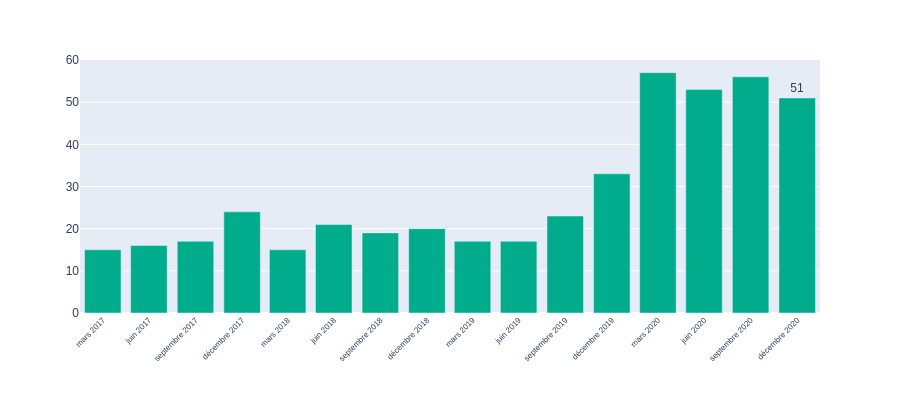 60
50
40
30
20
10
0
51
mars 2017
juin 2017
septembre 2017
décembre 2017
mars 2018
juin 2018
septembre 2018
décembre 2018
mars 2019
juin 2019
septembre 2019
décembre 2019
mars 2020
juin 2020
septembre 2020
décembre 2020